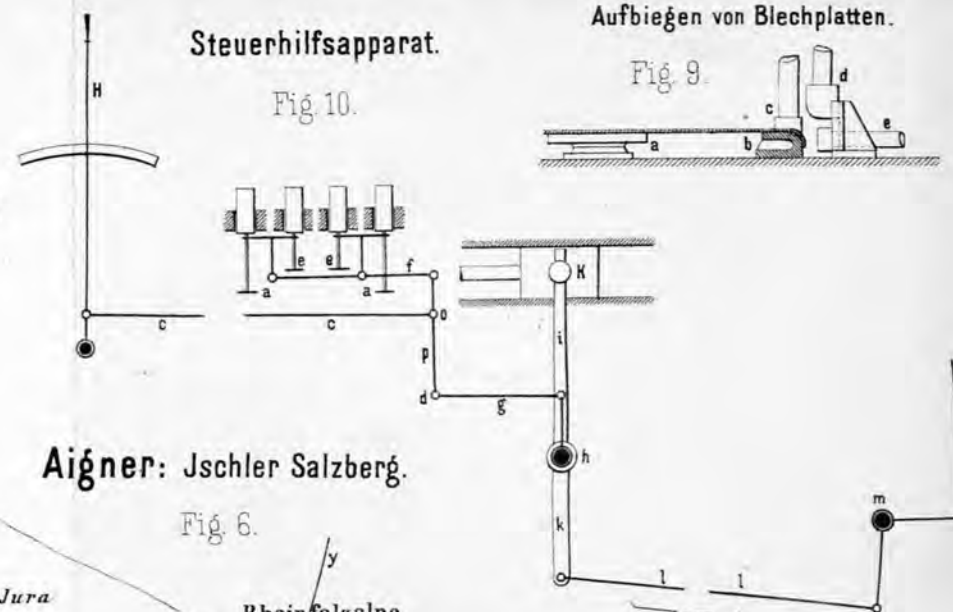 Steuerhilfsapparat.
Fig. 10.
H
e e f
a a
c c
o
p
d
g
K
i
h
k
l l
m
Aufbiegen von Blechplatten.
Fig. 9.
a b c d e
Aigner: Jschler Salzberg.
Fig. 6.
y
Jura